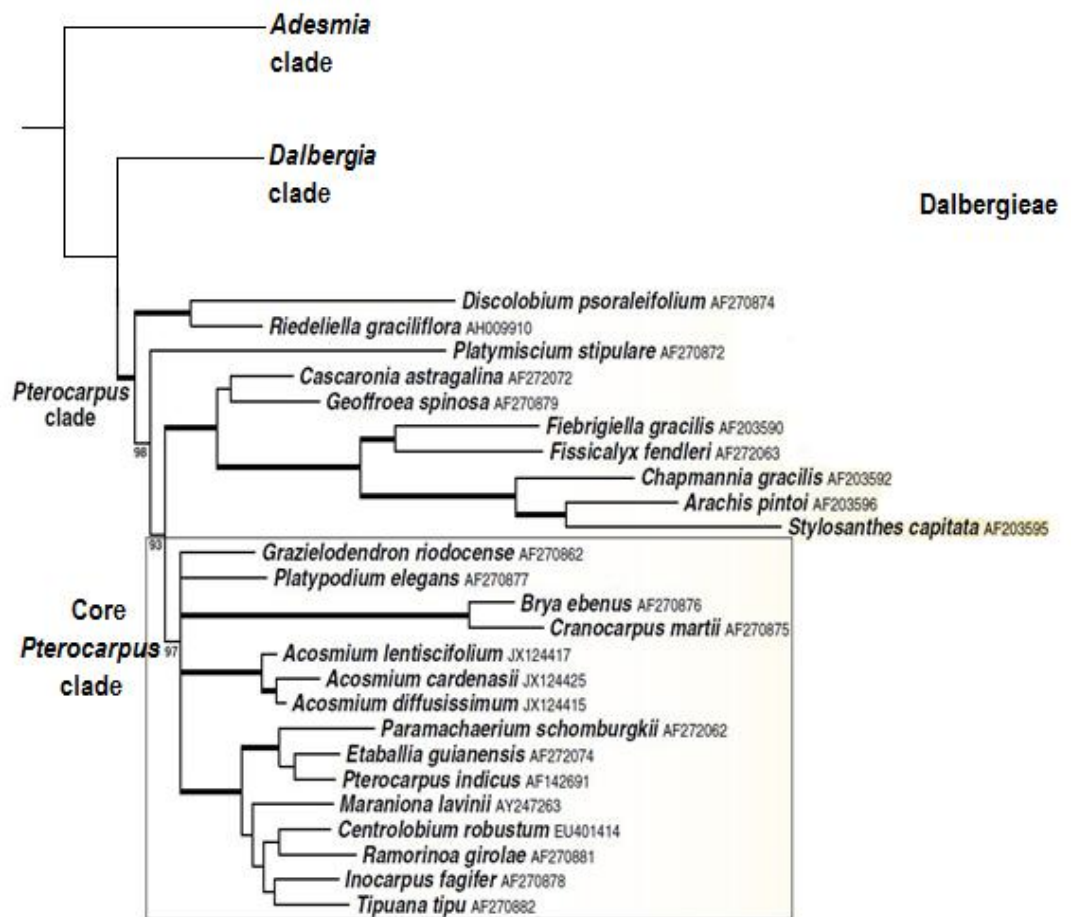 Adesmia
clade
Dalbergia
clade
Dalbergieae
Discolobium psoraleifolium AF270874
Riedeliella graciliflora AH009910
Platymiscium stipulare AF270872
Cascaronia astragalina AF272072
Pterocarpus
clade
Geoffroea spinosa AF270879
Fiebrigiella gracilis AF203590
98
Fissicalyx fendleri AF272063
Chapmannia gracilis AF203592
Arachis pintoi AF203596
Stylosanthes capitata AF203595
93
Grazielodendron riodocense AF270862
Platypodium elegans AF270877
Brya ebenus AF270876
Cranocarpus martii AF270875
Core
Pterocarpus
clade
97
Acosmium lentiscifolium JX124417
Acosmium cardenasii JX124425
Acosmium diffusissimum JX124415
Paramachaerium schomburgkii AF272062
Etaballia guianensis AF272074
Pterocarpus indicus AF142691
Maraniona lavinii AY247263
Centrolobium robustum EU401414
Ramorinoa girolae AF270881
Inocarpus fagifer AF270878
Tipuana tipu AF270882